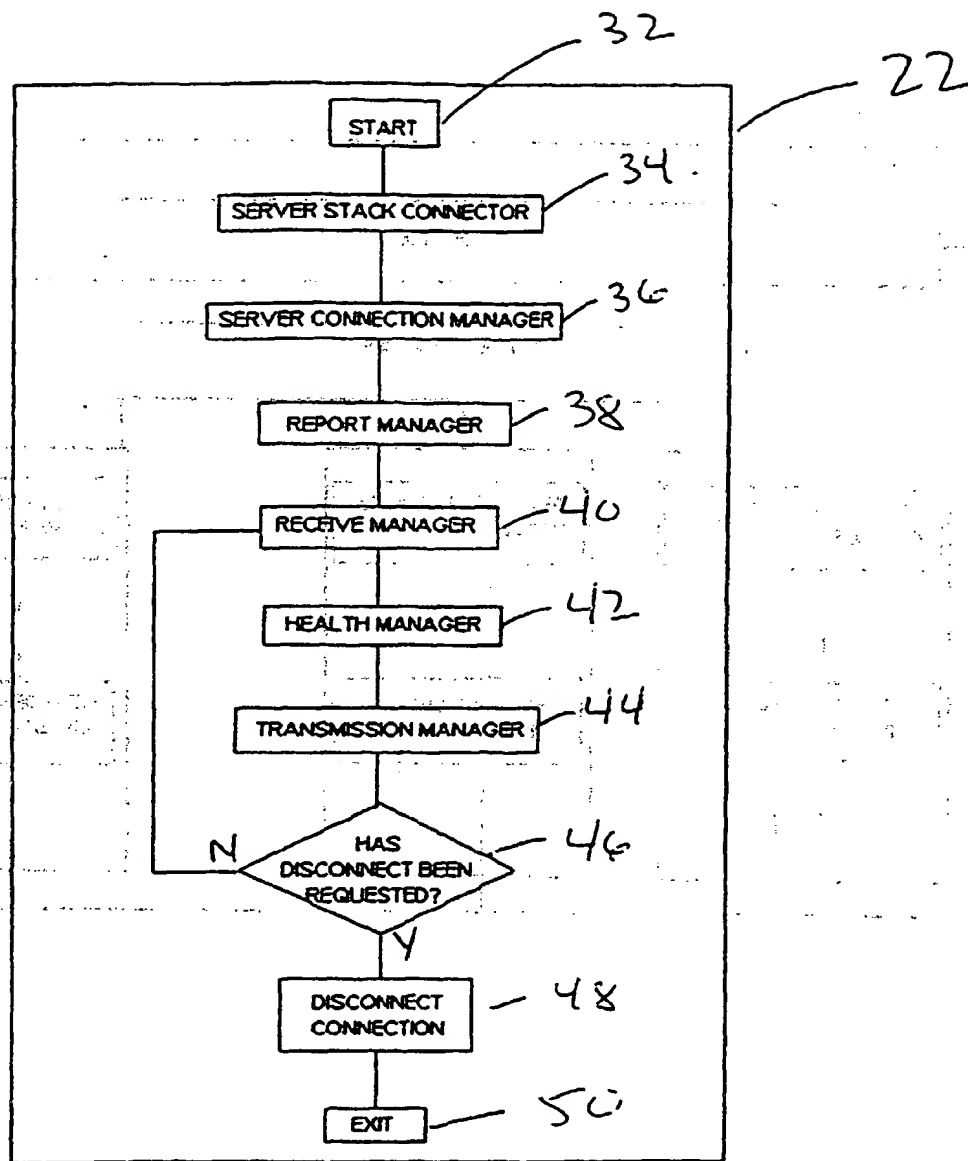 32
22
START
34
SERVER STACK CONNECTOR
36
SERVER CONNECTION MANAGER
REPORT MANAGER
38
RECEIVE MANAGER
40
HEALTH MANAGER
42
TRANSMISSION MANAGER
44
N
HAS
DISCONNECT BEEN
REQUESTED?
46
Y
DISCONNECT
CONNECTION
48
EXIT
50